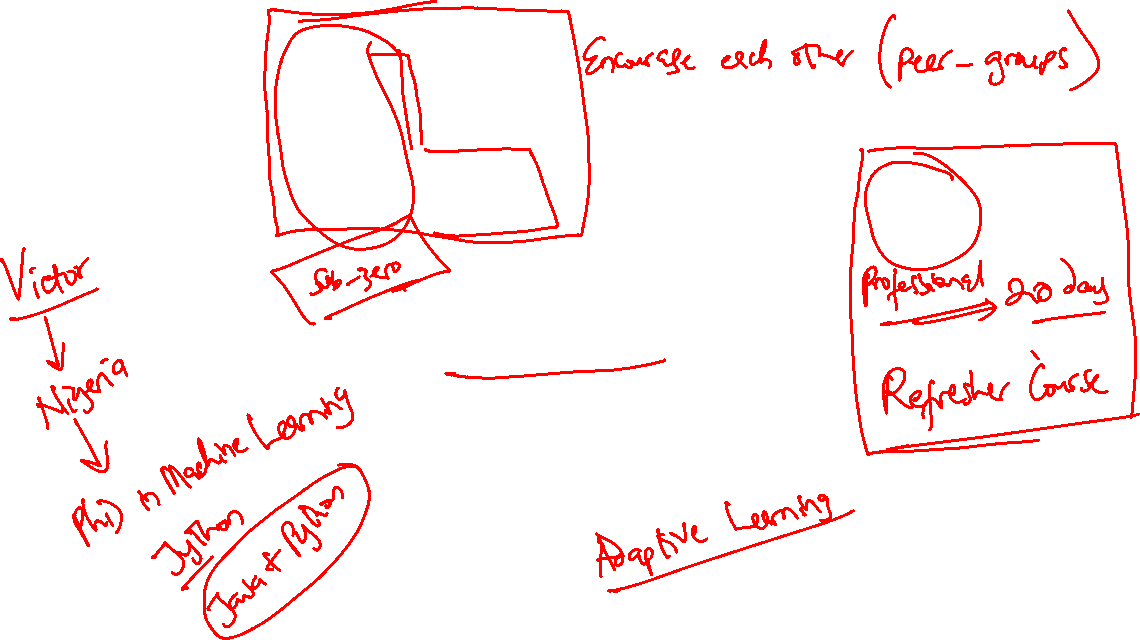 Encourage each other (peer-groups)
Sub-zero
Professional
20 days
Refresher Course
Victor
Nigeria
PhD in Machine Learning
Jython
Java + Python
Adaptive Learning